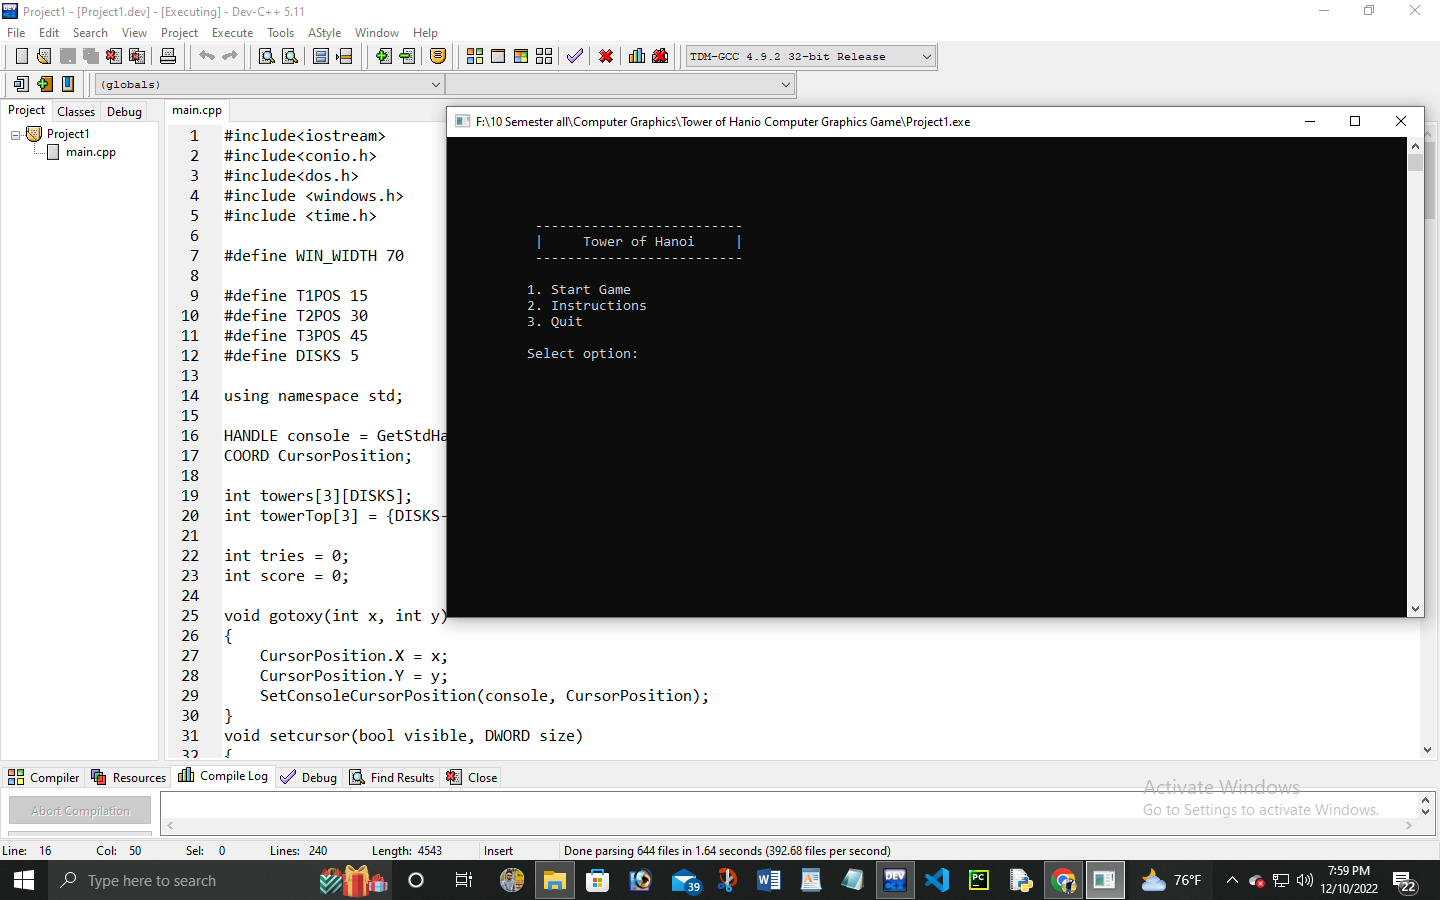 Project1 - [Project1.dev] - [Executing] - Dev-C++ 5.11
File Edit Search View Project Execute Tools AStyle Window Help
TDM-GCC 4.9.2 32-bit Release
(globals)
Project Classes Debug
main.cpp
Project1
main.cpp
1 #include<iostream>
2 #include<conio.h>
3 #include<dos.h>
4 #include <windows.h>
5 #include <time.h>
6
7 #define WIN_WIDTH 70
8
9 #define T1POS 15
10 #define T2POS 30
11 #define T3POS 45
12 #define DISKS 5
13
14 using namespace std;
15
16 HANDLE console = GetStdHa
17 COORD CursorPosition;
18
19 int towers[3][DISKS];
20 int towerTop[3] = {DISKS-
21
22 int tries = 0;
23 int score = 0;
24
25 void gotoxy(int x, int y)
26 {
27 CursorPosition.X = x;
28 CursorPosition.Y = y;
29 SetConsoleCursorPosition(console, CursorPosition);
30 }
31 void setcursor(bool visible, DWORD size)
32 {
F:\10 Semester all\Computer Graphics\Tower of Hanio Computer Graphics Game\Project1.exe
--------------------------
| Tower of Hanoi |
--------------------------
1. Start Game
2. Instructions
3. Quit
Select option:
Compiler Resources Compile Log Debug Find Results Close
Abort Compilation
Activate Windows
Go to Settings to activate Windows.
Line: 16 Col: 50 Sel: 0 Lines: 240 Length: 4543 Insert Done parsing 644 files in 1.64 seconds (392.68 files per second)
Type here to search
39
DEV
PC
76°F
7:59 PM
12/10/2022
22